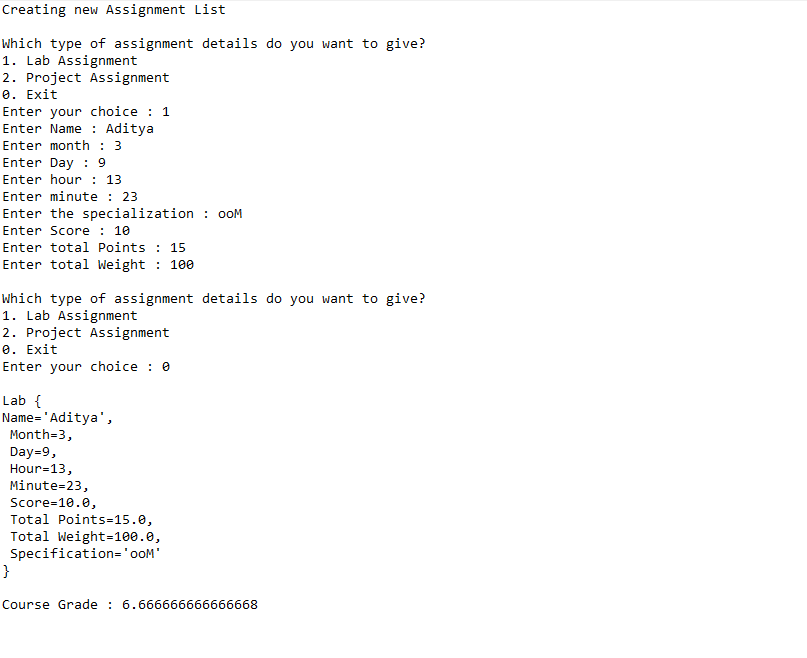 Creating new Assignment List
Which type of assignment details do you want to give?
1. Lab Assignment
2. Project Assignment
0. Exit
Enter your choice : 1
Enter Name : Aditya
Enter month : 3
Enter Day : 9
Enter hour : 13
Enter minute : 23
Enter the specialization : ooM
Enter Score : 10
Enter total Points : 15
Enter total Weight : 100
Which type of assignment details do you want to give?
1. Lab Assignment
2. Project Assignment
0. Exit
Enter your choice : 0
Lab {
Name='Aditya',
 Month=3,
 Day=9,
 Hour=13,
 Minute=23,
 Score=10.0,
 Total Points=15.0,
 Total Weight=100.0,
 Specification='ooM'
}
Course Grade : 6.666666666666668